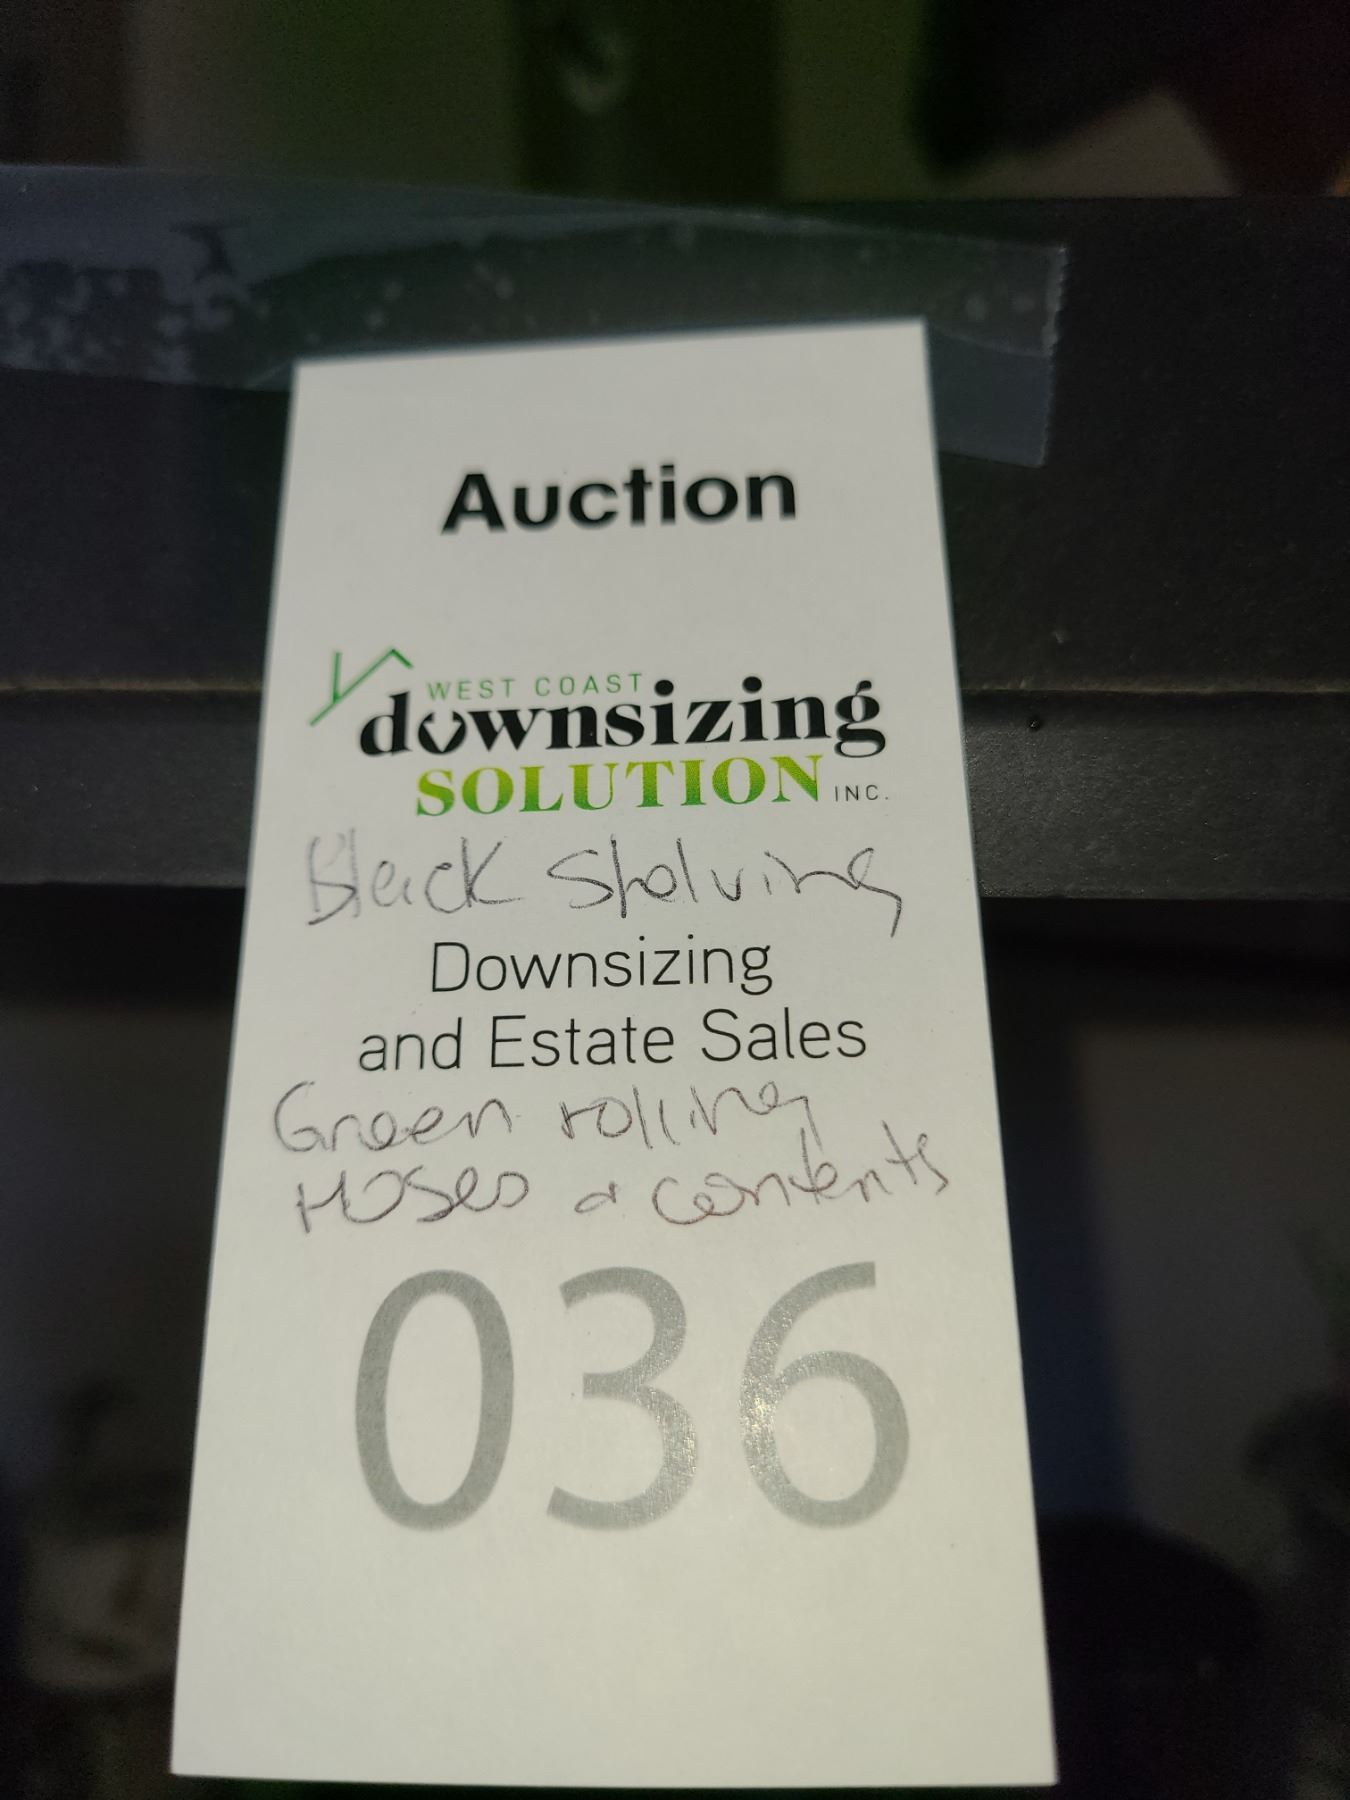 Auction
WEST COAST
downsizing
SOLUTION INC.
Black Shelving
Downsizing
and Estate Sales
Green rolling
Hoses & contents
036